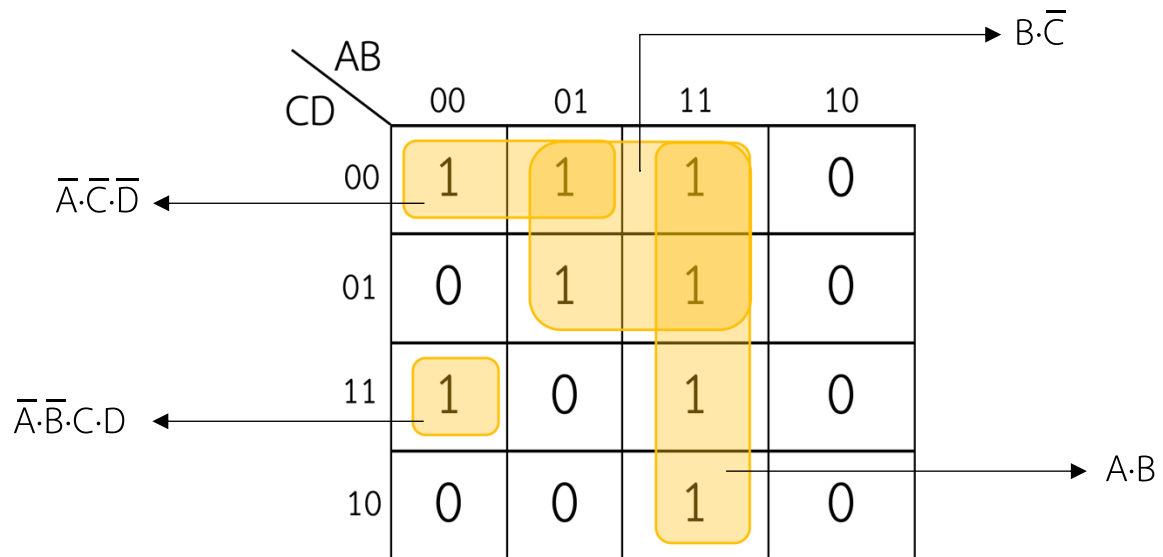 B·C̅
AB
CD
00 01 11 10
00 1 1 1 0
A̅·C̅·D̅
01 0 1 1 0
11 1 0 1 0
A̅·B̅·C·D
A·B
10 0 0 1 0